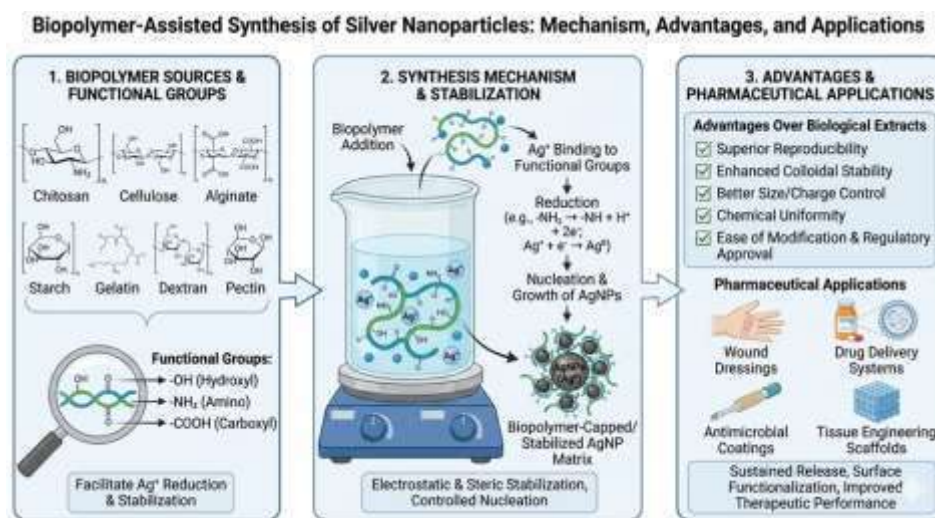 Biopolymer-Assisted Synthesis of Silver Nanoparticles: Mechanism, Advantages, and Applications
1. BIOPOLYMER SOURCES &
FUNCTIONAL GROUPS
Chitosan
Cellulose
Alginate
Starch
Gelatin
Dextran
Pectin
Functional Groups:
-OH (Hydroxyl)
-NH₂ (Amino)
-COOH (Carboxyl)
Facilitate Ag⁺ Reduction
& Stabilization
2. SYNTHESIS MECHANISM
& STABILIZATION
Biopolymer
Addition
Ag⁺ Binding to
Functional Groups
Reduction
(e.g., -NH₂ → -NH + H⁺
+ 2e⁻;
Ag⁺ + e⁻ → Ag⁰)
Nucleation &
Growth of AgNPs
AgNPs
Biopolymer-Capped/
Stabilized AgNP
Matrix
Electrostatic & Steric Stabilization,
Controlled Nucleation
3. ADVANTAGES &
PHARMACEUTICAL APPLICATIONS
Advantages Over Biological Extracts
Superior Reproducibility
Enhanced Colloidal Stability
Better Size/Charge Control
Chemical Uniformity
Ease of Modification & Regulatory
Approval
Pharmaceutical Applications
Wound
Dressings
Drug Delivery
Systems
Antimicrobial
Coatings
Tissue Engineering
Scaffolds
Sustained Release, Surface
Functionalization, Improved
Therapeutic Performance